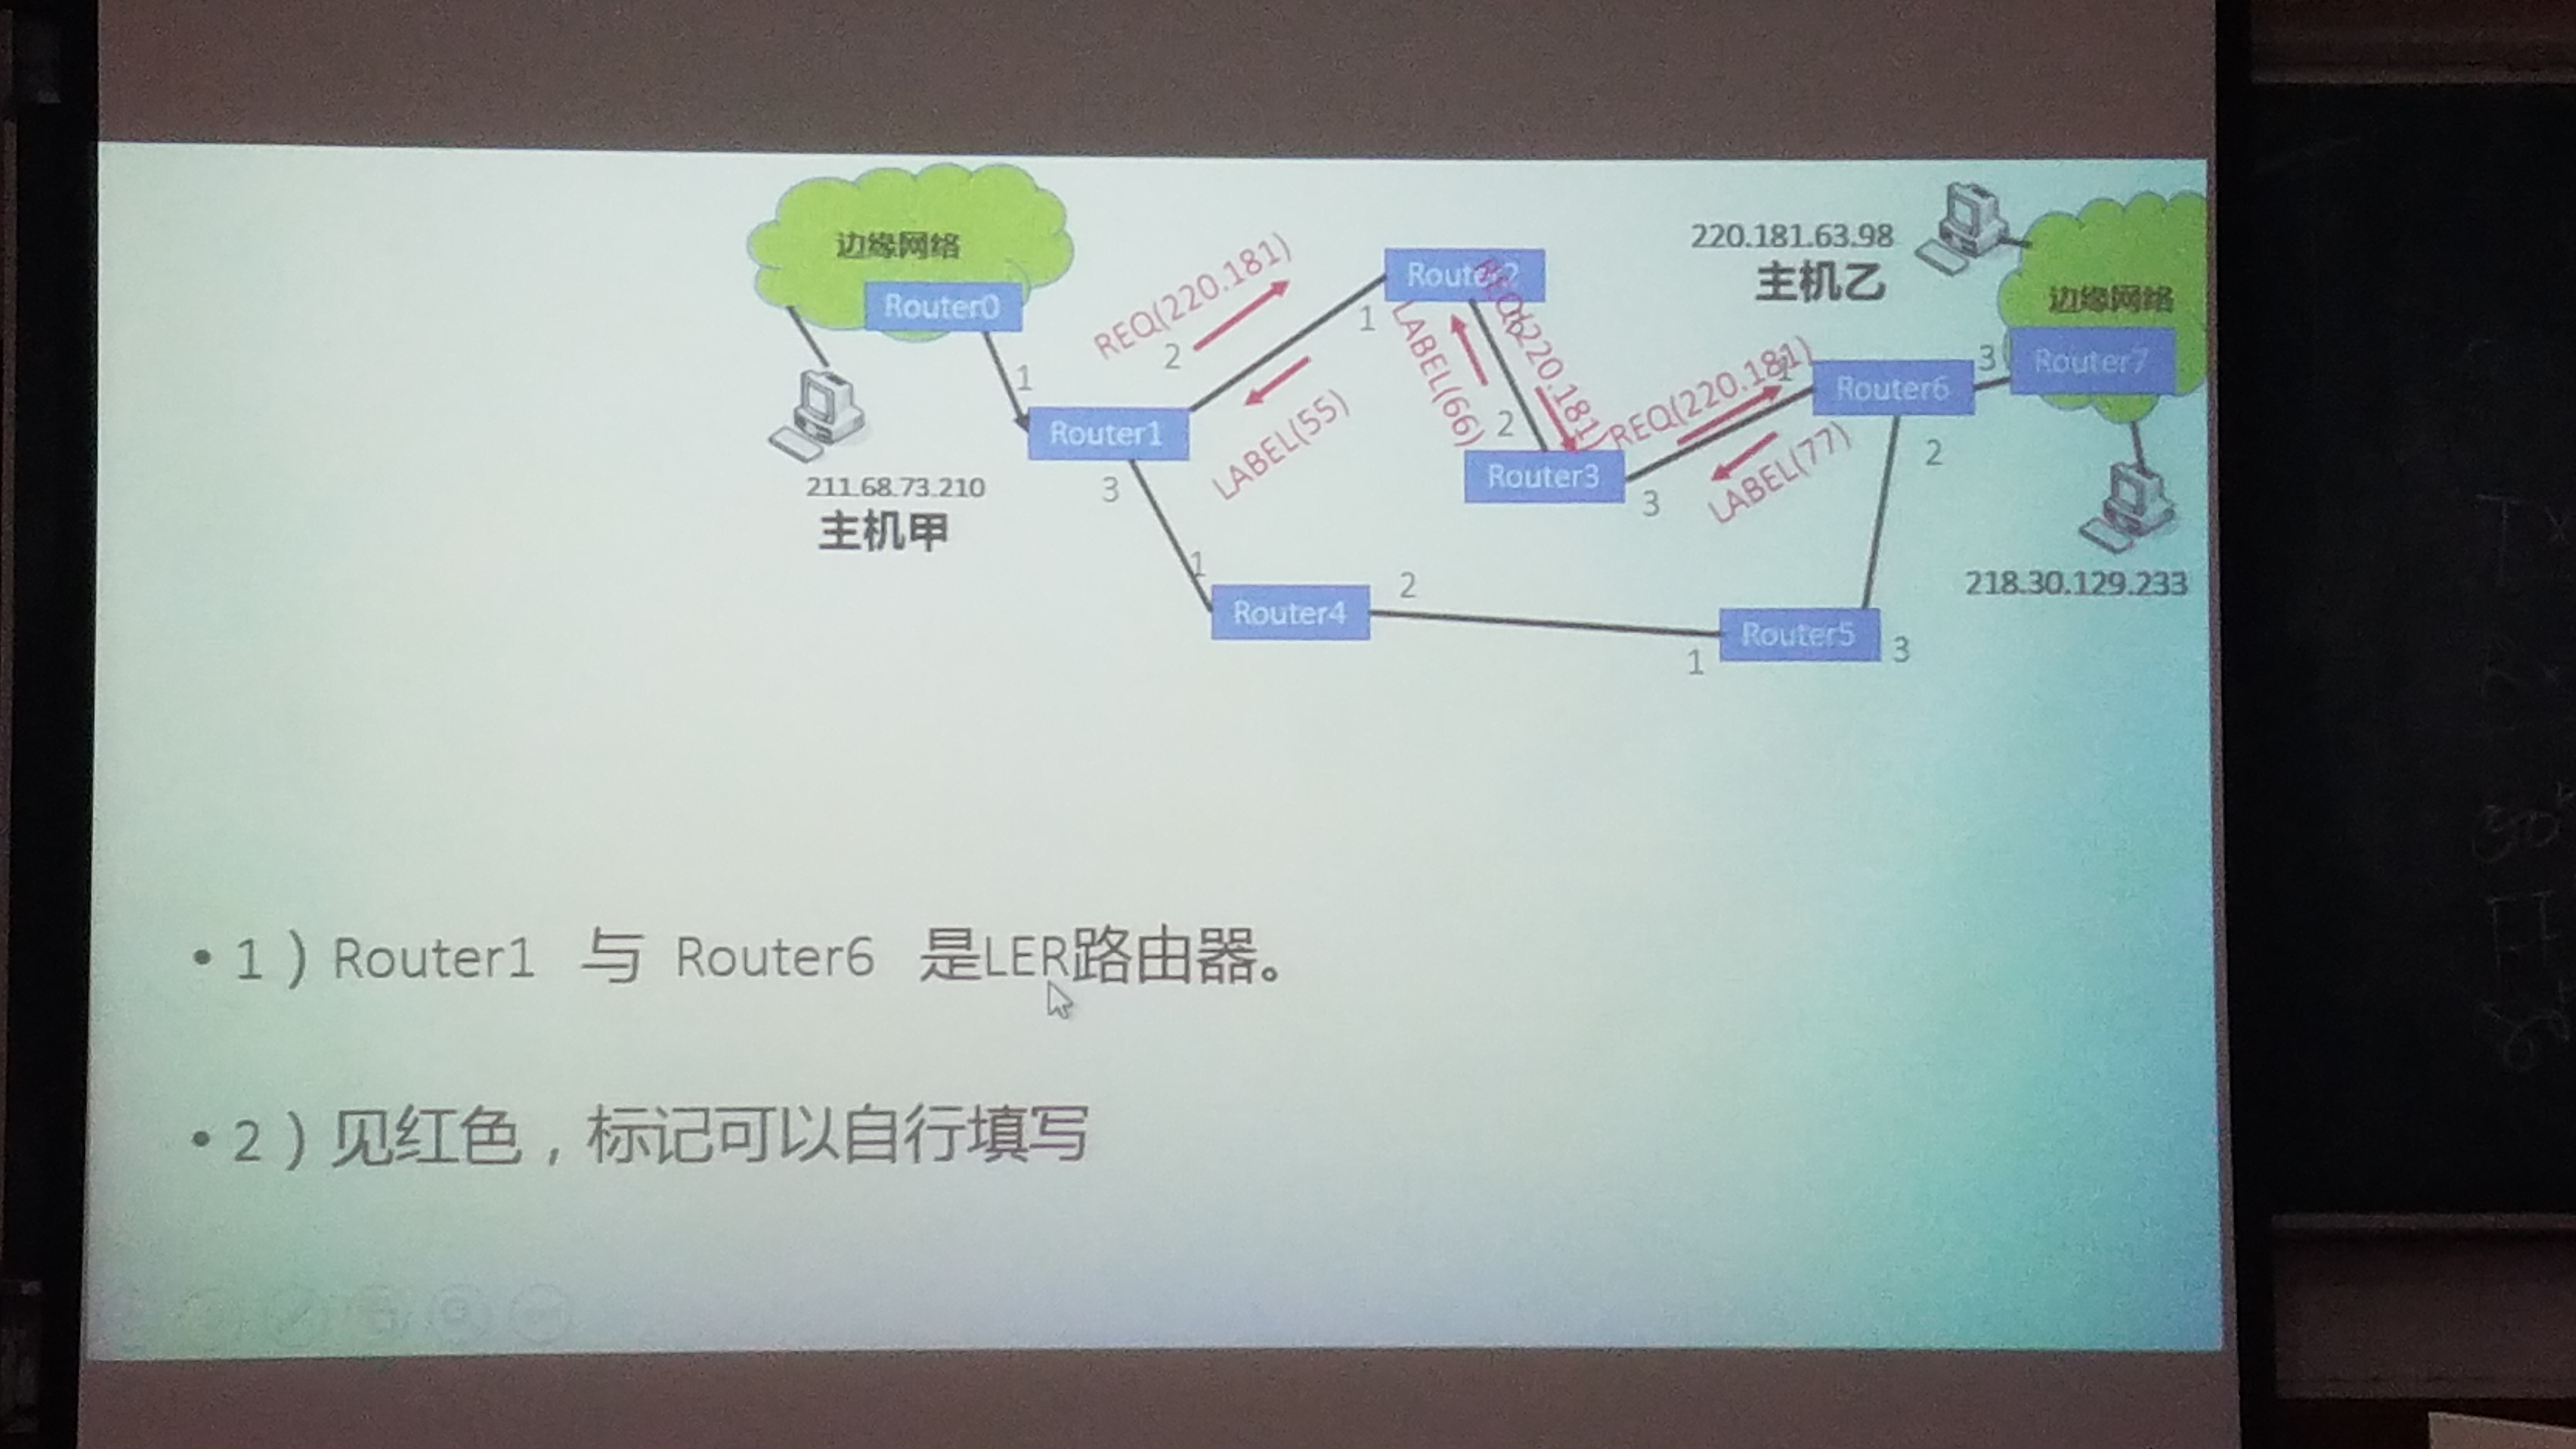 边缘网络
Router0
REQ(220.181)
2
1
Router2
1
220.181.63.98
主机乙
边缘网络
Router7
3
Router6
2
REQ(220.181)
LABEL(66)
REQ(220.181)
2
Router1
3
LABEL(55)
Router3
3
LABEL(77)
211.68.73.210
主机甲
1
Router4
2
1
Router5
3
218.30.129.233
• 1）Router1 与 Router6 是LER路由器。
• 2）见红色，标记可以自行填写